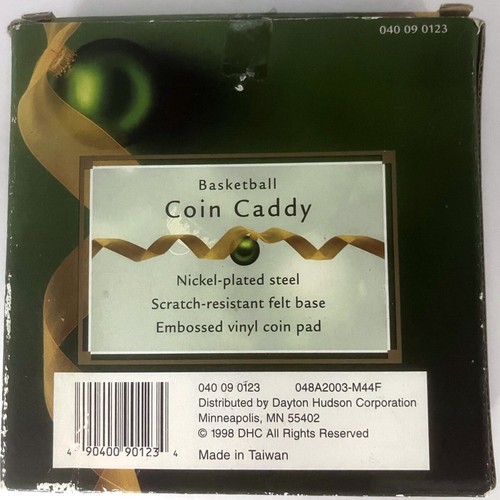 040 09 0123
Basketball
Coin Caddy
Nickel-plated steel
Scratch-resistant felt base
Embossed vinyl coin pad
040 09 0123 048A2003-M44F
Distributed by Dayton Hudson Corporation
Minneapolis, MN 55402
© 1998 DHC All Rights Reserved
Made in Taiwan
4 90400 90123 4